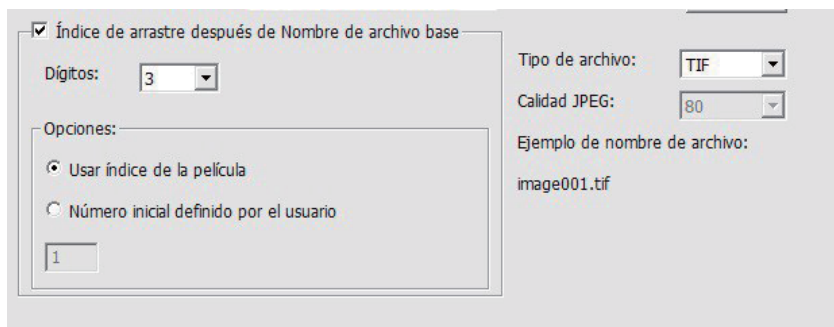 Índice de arrastre después de Nombre de archivo base
Dígitos:
3
Opciones:
Usar índice de la película
Número inicial definido por el usuario
1
Tipo de archivo:
TIF
Calidad JPEG:
80
Ejemplo de nombre de archivo:
image001.tif